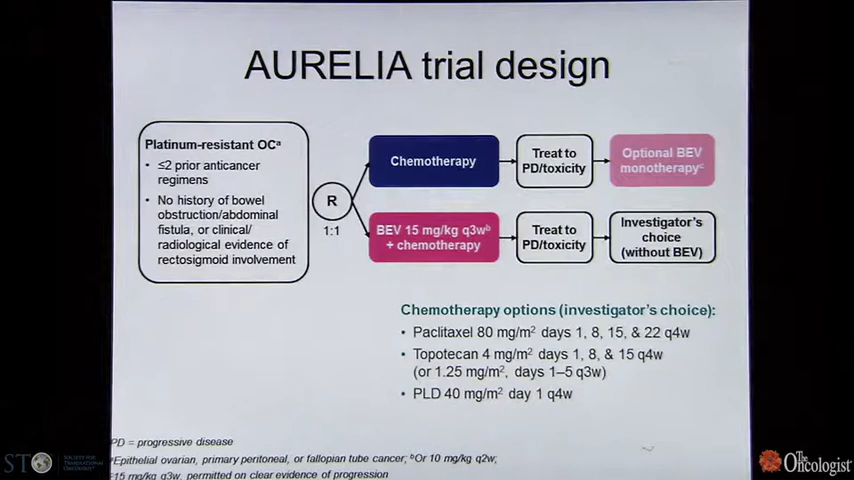 AURELIA trial design
Platinum-resistant OCᵃ
• ≤2 prior anticancer
regimens
• No history of bowel
obstruction/abdominal
fistula, or clinical/
radiological evidence of
rectosigmoid involvement
R
1:1
Chemotherapy
Treat to
PD/toxicity
Optional BEV
monotherapyᶜ
BEV 15 mg/kg q3wᵇ
+ chemotherapy
Treat to
PD/toxicity
Investigator's
choice
(without BEV)
Chemotherapy options (investigator's choice):
• Paclitaxel 80 mg/m² days 1, 8, 15, & 22 q4w
• Topotecan 4 mg/m² days 1, 8, & 15 q4w
(or 1.25 mg/m², days 1–5 q3w)
• PLD 40 mg/m² day 1 q4w
PD = progressive disease
ᵃEpithelial ovarian, primary peritoneal, or fallopian tube cancer; ᵇOr 10 mg/kg q2w;
ᶜ15 mg/kg q3w, permitted on clear evidence of progression
STO
SOCIETY FOR
TRANSLATIONAL
ONCOLOGY
The
Oncologist